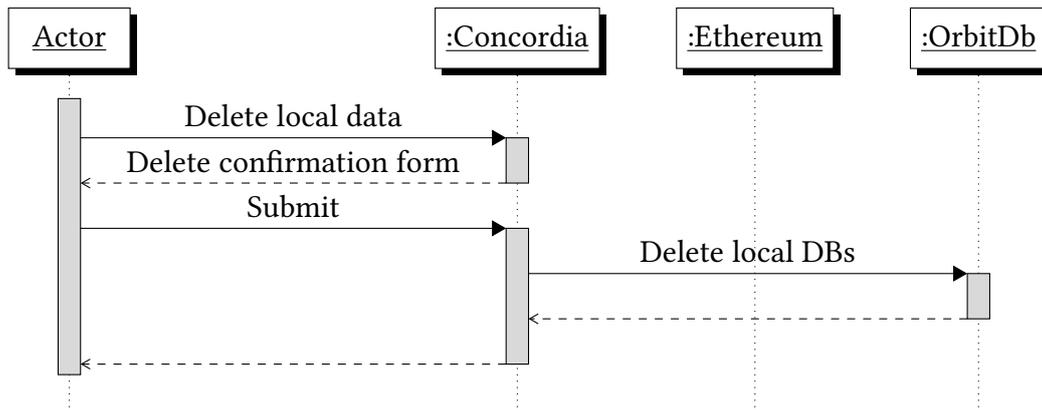 Actor
:Concordia
:Ethereum
:OrbitDb
Delete local data
Delete confirmation form
Submit
Delete local DBs